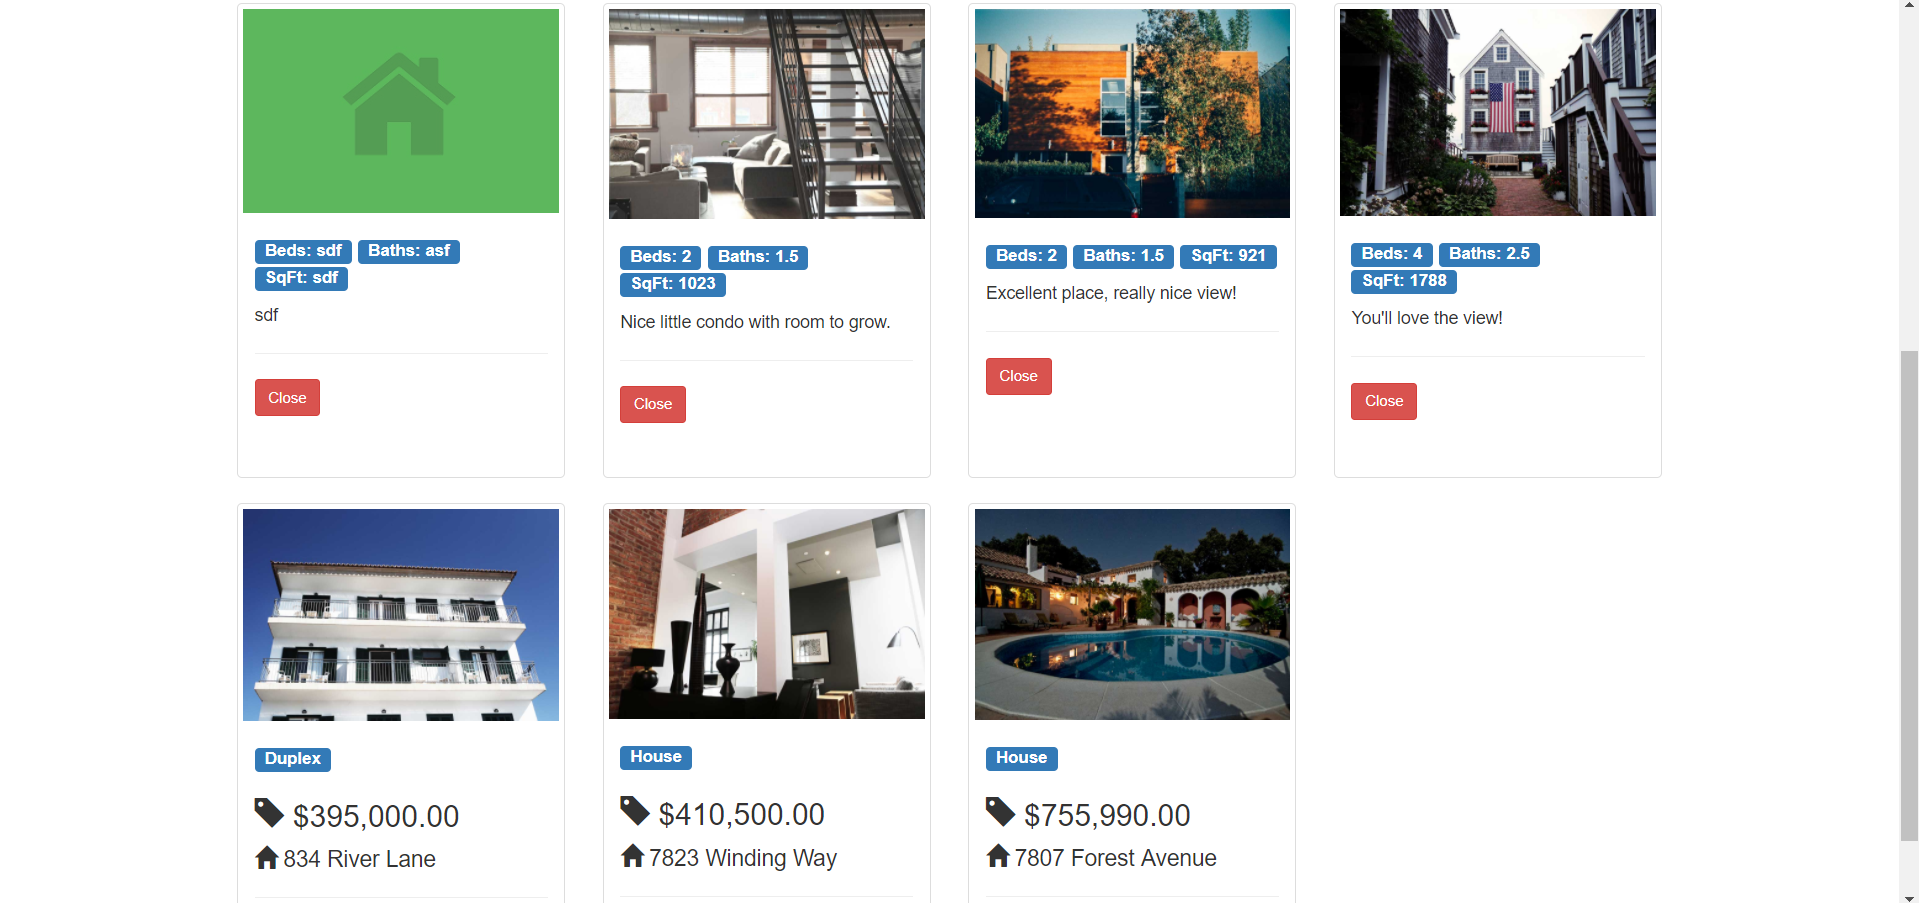 Beds: sdf Baths: asf
SqFt: sdf
sdf
Close
Beds: 2 Baths: 1.5
SqFt: 1023
Nice little condo with room to grow.
Close
Beds: 2 Baths: 1.5 SqFt: 921
Excellent place, really nice view!
Close
Beds: 4 Baths: 2.5
SqFt: 1788
You'll love the view!
Close
Duplex
$395,000.00
834 River Lane
House
$410,500.00
7823 Winding Way
House
$755,990.00
7807 Forest Avenue